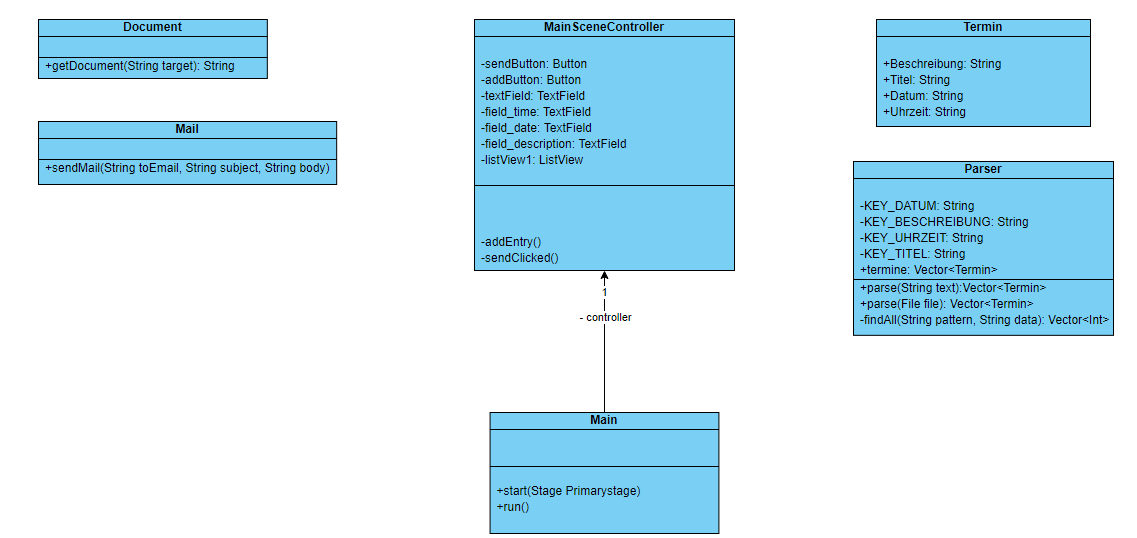 Document
+getDocument(String target): String
Mail
+sendMail(String toEmail, String subject, String body)
MainSceneController
-sendButton: Button
-addButton: Button
-textField: TextField
-field_time: TextField
-field_date: TextField
-field_description: TextField
-listView1: ListView
-addEntry()
-sendClicked()
1
- controller
Main
+start(Stage Primarystage)
+run()
Termin
+Beschreibung: String
+Titel: String
+Datum: String
+Uhrzeit: String
Parser
-KEY_DATUM: String
-KEY_BESCHREIBUNG: String
-KEY_UHRZEIT: String
-KEY_TITEL: String
+termine: Vector<Termin>
+parse(String text):Vector<Termin>
+parse(File file): Vector<Termin>
-findAll(String pattern, String data): Vector<Int>